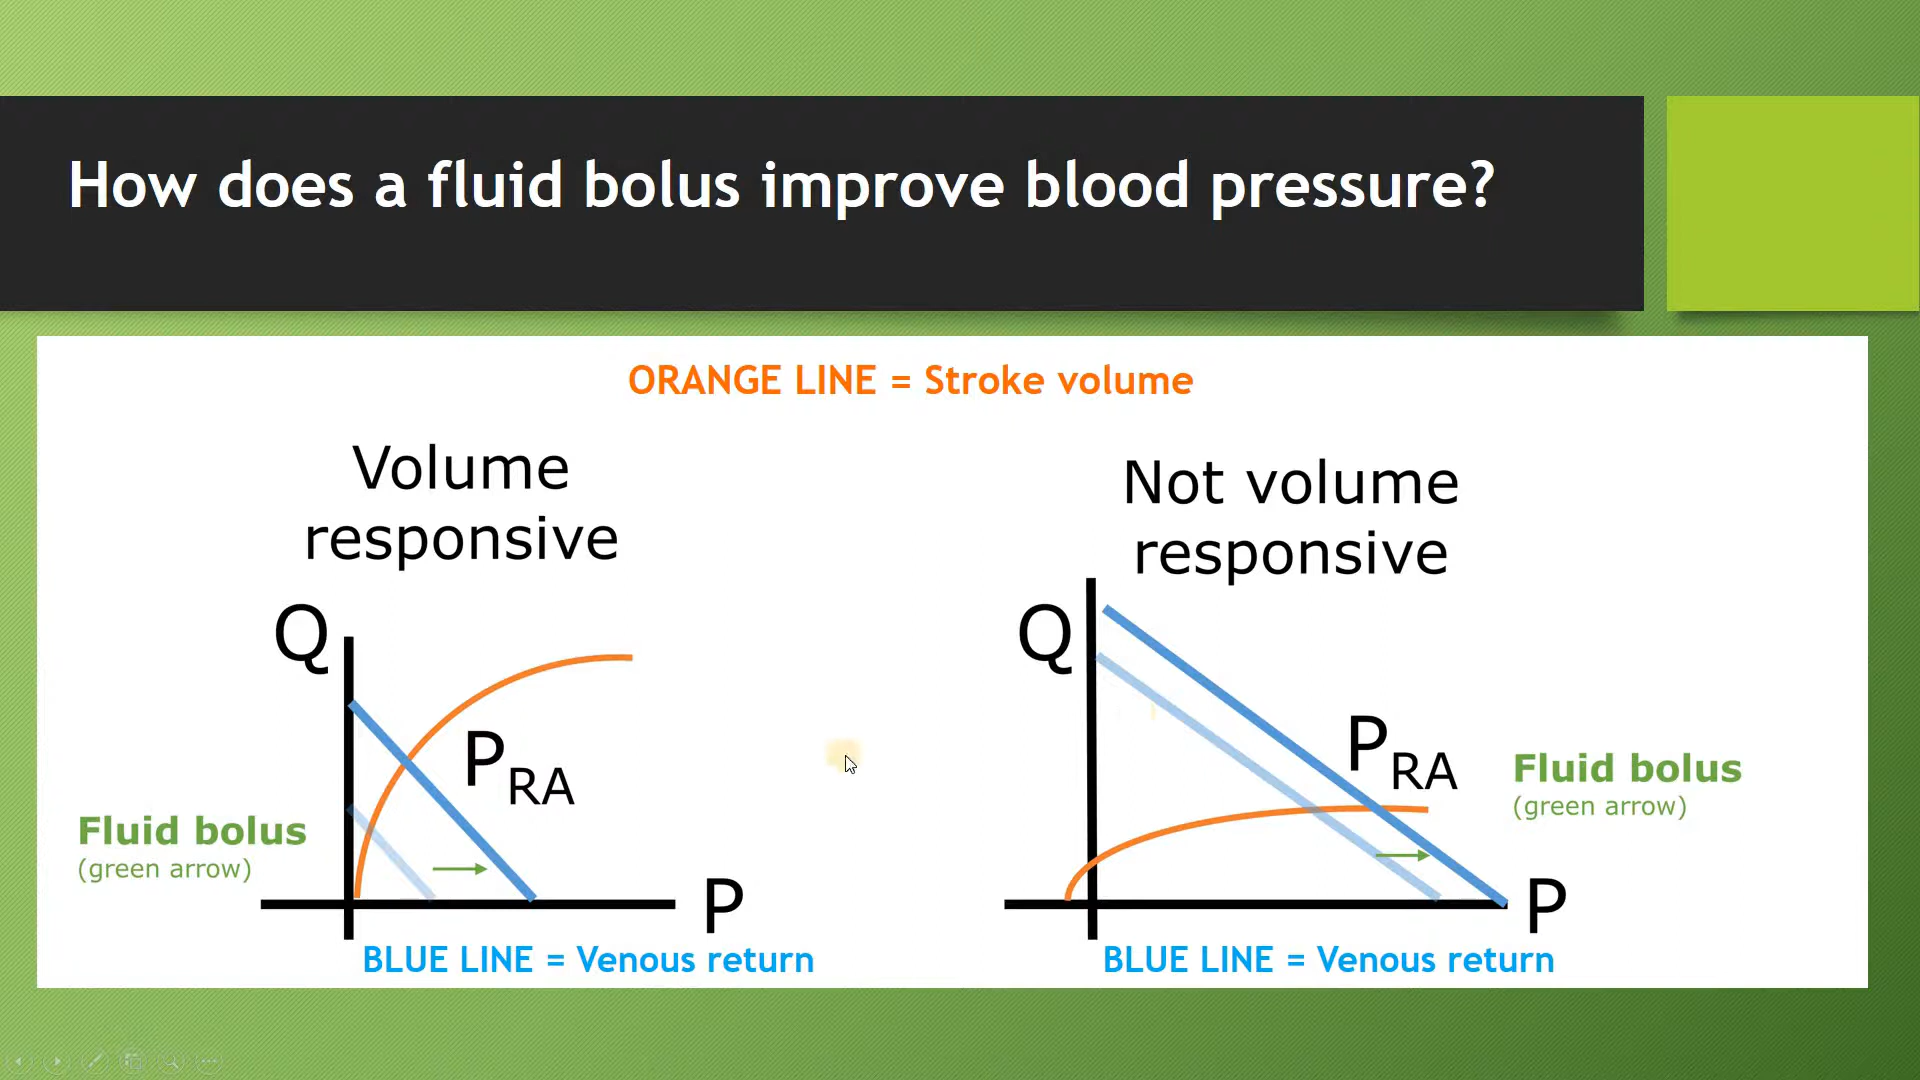 How does a fluid bolus improve blood pressure?
ORANGE LINE = Stroke volume
Volume
responsive
Q
P
RA
Fluid bolus
(green arrow)
P
BLUE LINE = Venous return
Not volume
responsive
Q
P
RA
Fluid bolus
(green arrow)
P
BLUE LINE = Venous return